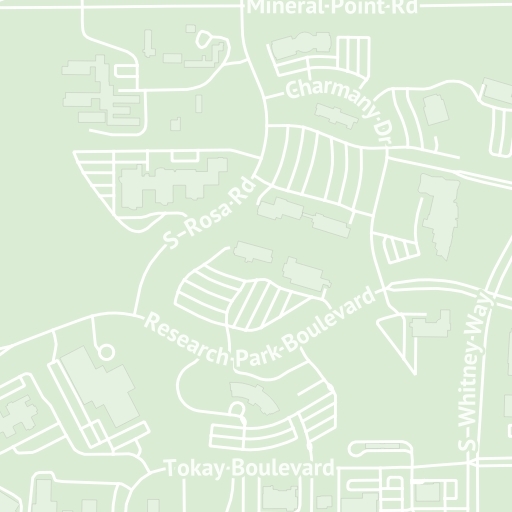 Mineral Point Rd
Charmany Dr
S Rosa Rd
Research Park Boulevard
S Whitney Way
Tokay Boulevard